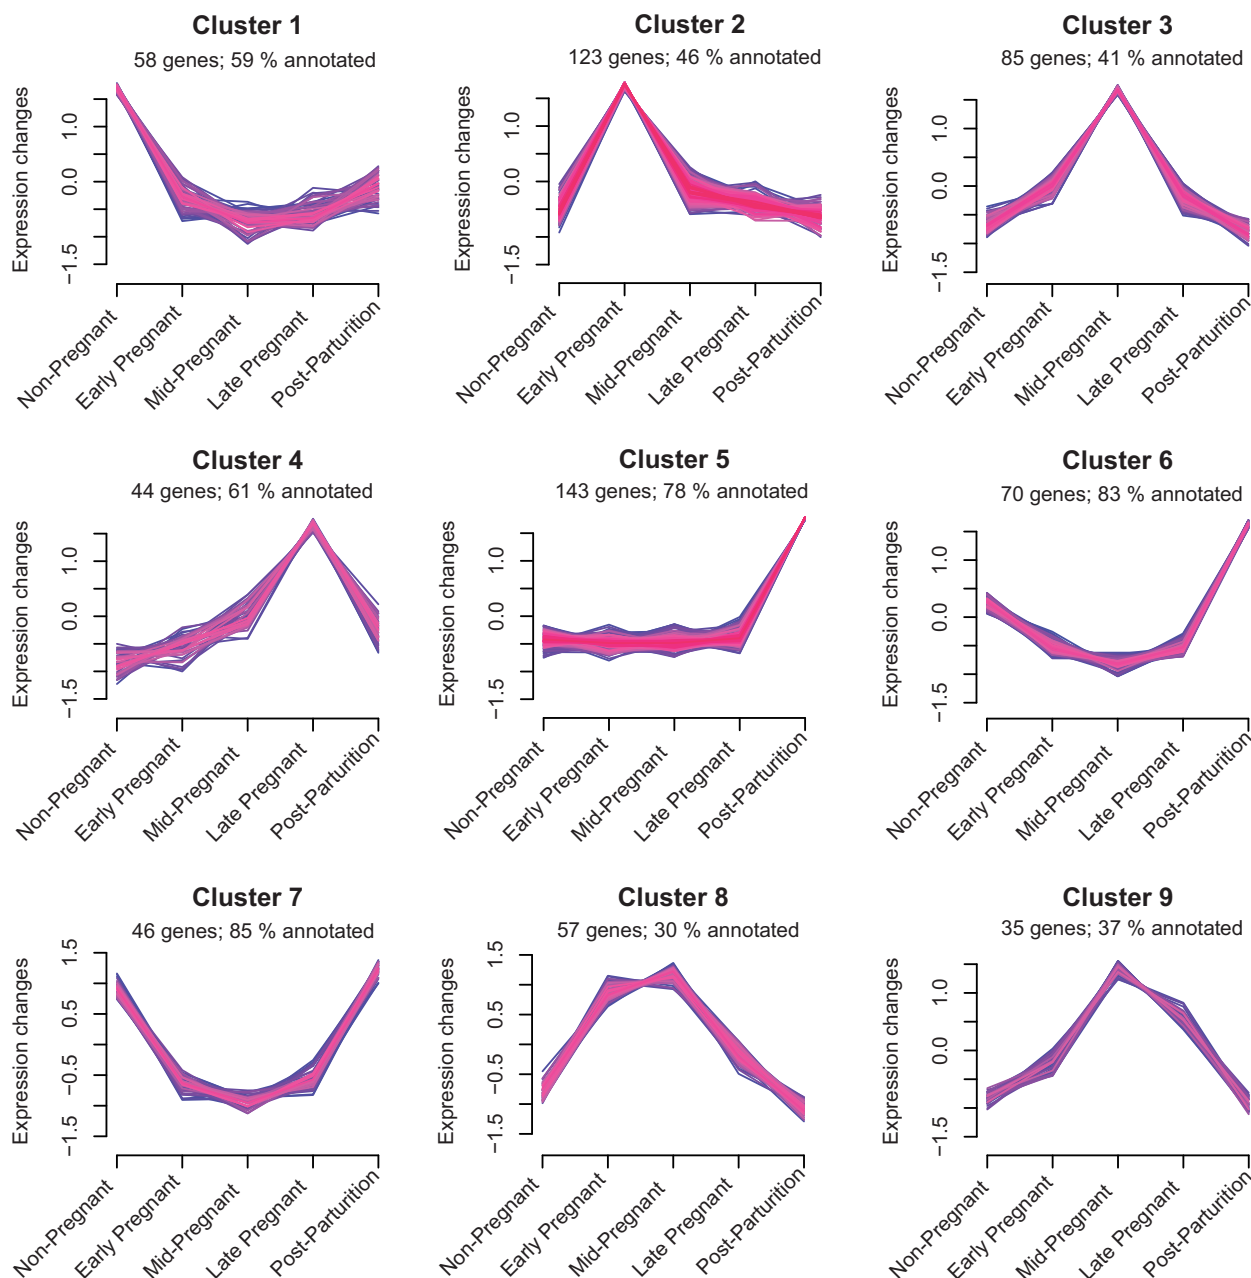 Cluster 1
58 genes; 59 % annotated
Expression changes
1.0
0.0
−1.5
Non-Pregnant
Early Pregnant
Mid-Pregnant
Late Pregnant
Post-Parturition
Cluster 2
123 genes; 46 % annotated
Expression changes
1.0
0.0
−1.5
Non-Pregnant
Early Pregnant
Mid-Pregnant
Late Pregnant
Post-Parturition
Cluster 3
85 genes; 41 % annotated
Expression changes
1.0
0.0
−1.5
Non-Pregnant
Early Pregnant
Mid-Pregnant
Late Pregnant
Post-Parturition
Cluster 4
44 genes; 61 % annotated
Expression changes
1.0
0.0
−1.5
Non-Pregnant
Early Pregnant
Mid-Pregnant
Late Pregnant
Post-Parturition
Cluster 5
143 genes; 78 % annotated
Expression changes
1.0
0.0
−1.5
Non-Pregnant
Early Pregnant
Mid-Pregnant
Late Pregnant
Post-Parturition
Cluster 6
70 genes; 83 % annotated
Expression changes
1.0
0.0
−1.5
Non-Pregnant
Early Pregnant
Mid-Pregnant
Late Pregnant
Post-Parturition
Cluster 7
46 genes; 85 % annotated
Expression changes
1.5
0.5
−0.5
−1.5
Non-Pregnant
Early Pregnant
Mid-Pregnant
Late Pregnant
Post-Parturition
Cluster 8
57 genes; 30 % annotated
Expression changes
1.5
0.5
−0.5
−1.5
Non-Pregnant
Early Pregnant
Mid-Pregnant
Late Pregnant
Post-Parturition
Cluster 9
35 genes; 37 % annotated
Expression changes
1.0
0.0
−1.5
Non-Pregnant
Early Pregnant
Mid-Pregnant
Late Pregnant
Post-Parturition